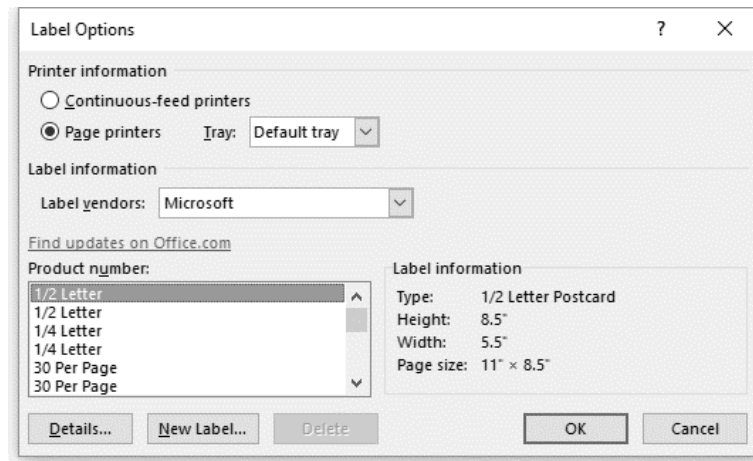 Label Options ? ×
Printer information
Continuous-feed printers
Page printers Tray: Default tray
Label information
Label vendors: Microsoft
Find updates on Office.com
Product number:
1/2 Letter
1/2 Letter
1/4 Letter
1/4 Letter
30 Per Page
30 Per Page
Label information
Type: 1/2 Letter Postcard
Height: 8.5"
Width: 5.5"
Page size: 11" × 8.5"
Details... New Label... Delete OK Cancel